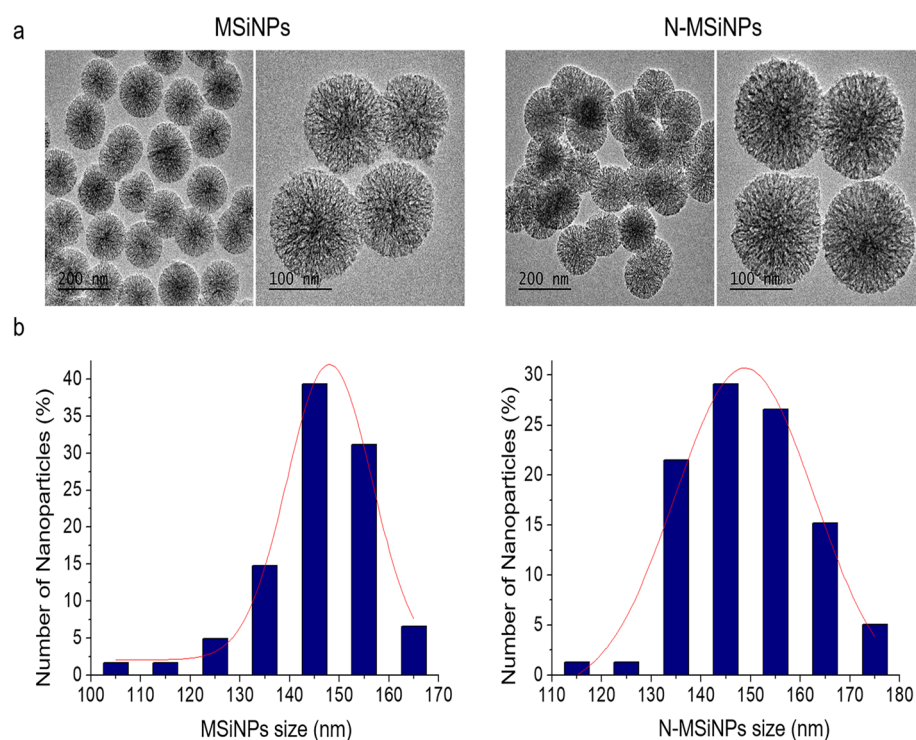 a
MSiNPs
N-MSiNPs
200 nm
100 nm
200 nm
100 nm
b
Number of Nanoparticles (%)
40
35
30
25
20
15
10
5
0
100 110 120 130 140 150 160 170
MSiNPs size (nm)
Number of Nanoparticles (%)
30
25
20
15
10
5
0
110 120 130 140 150 160 170 180
N-MSiNPs size (nm)